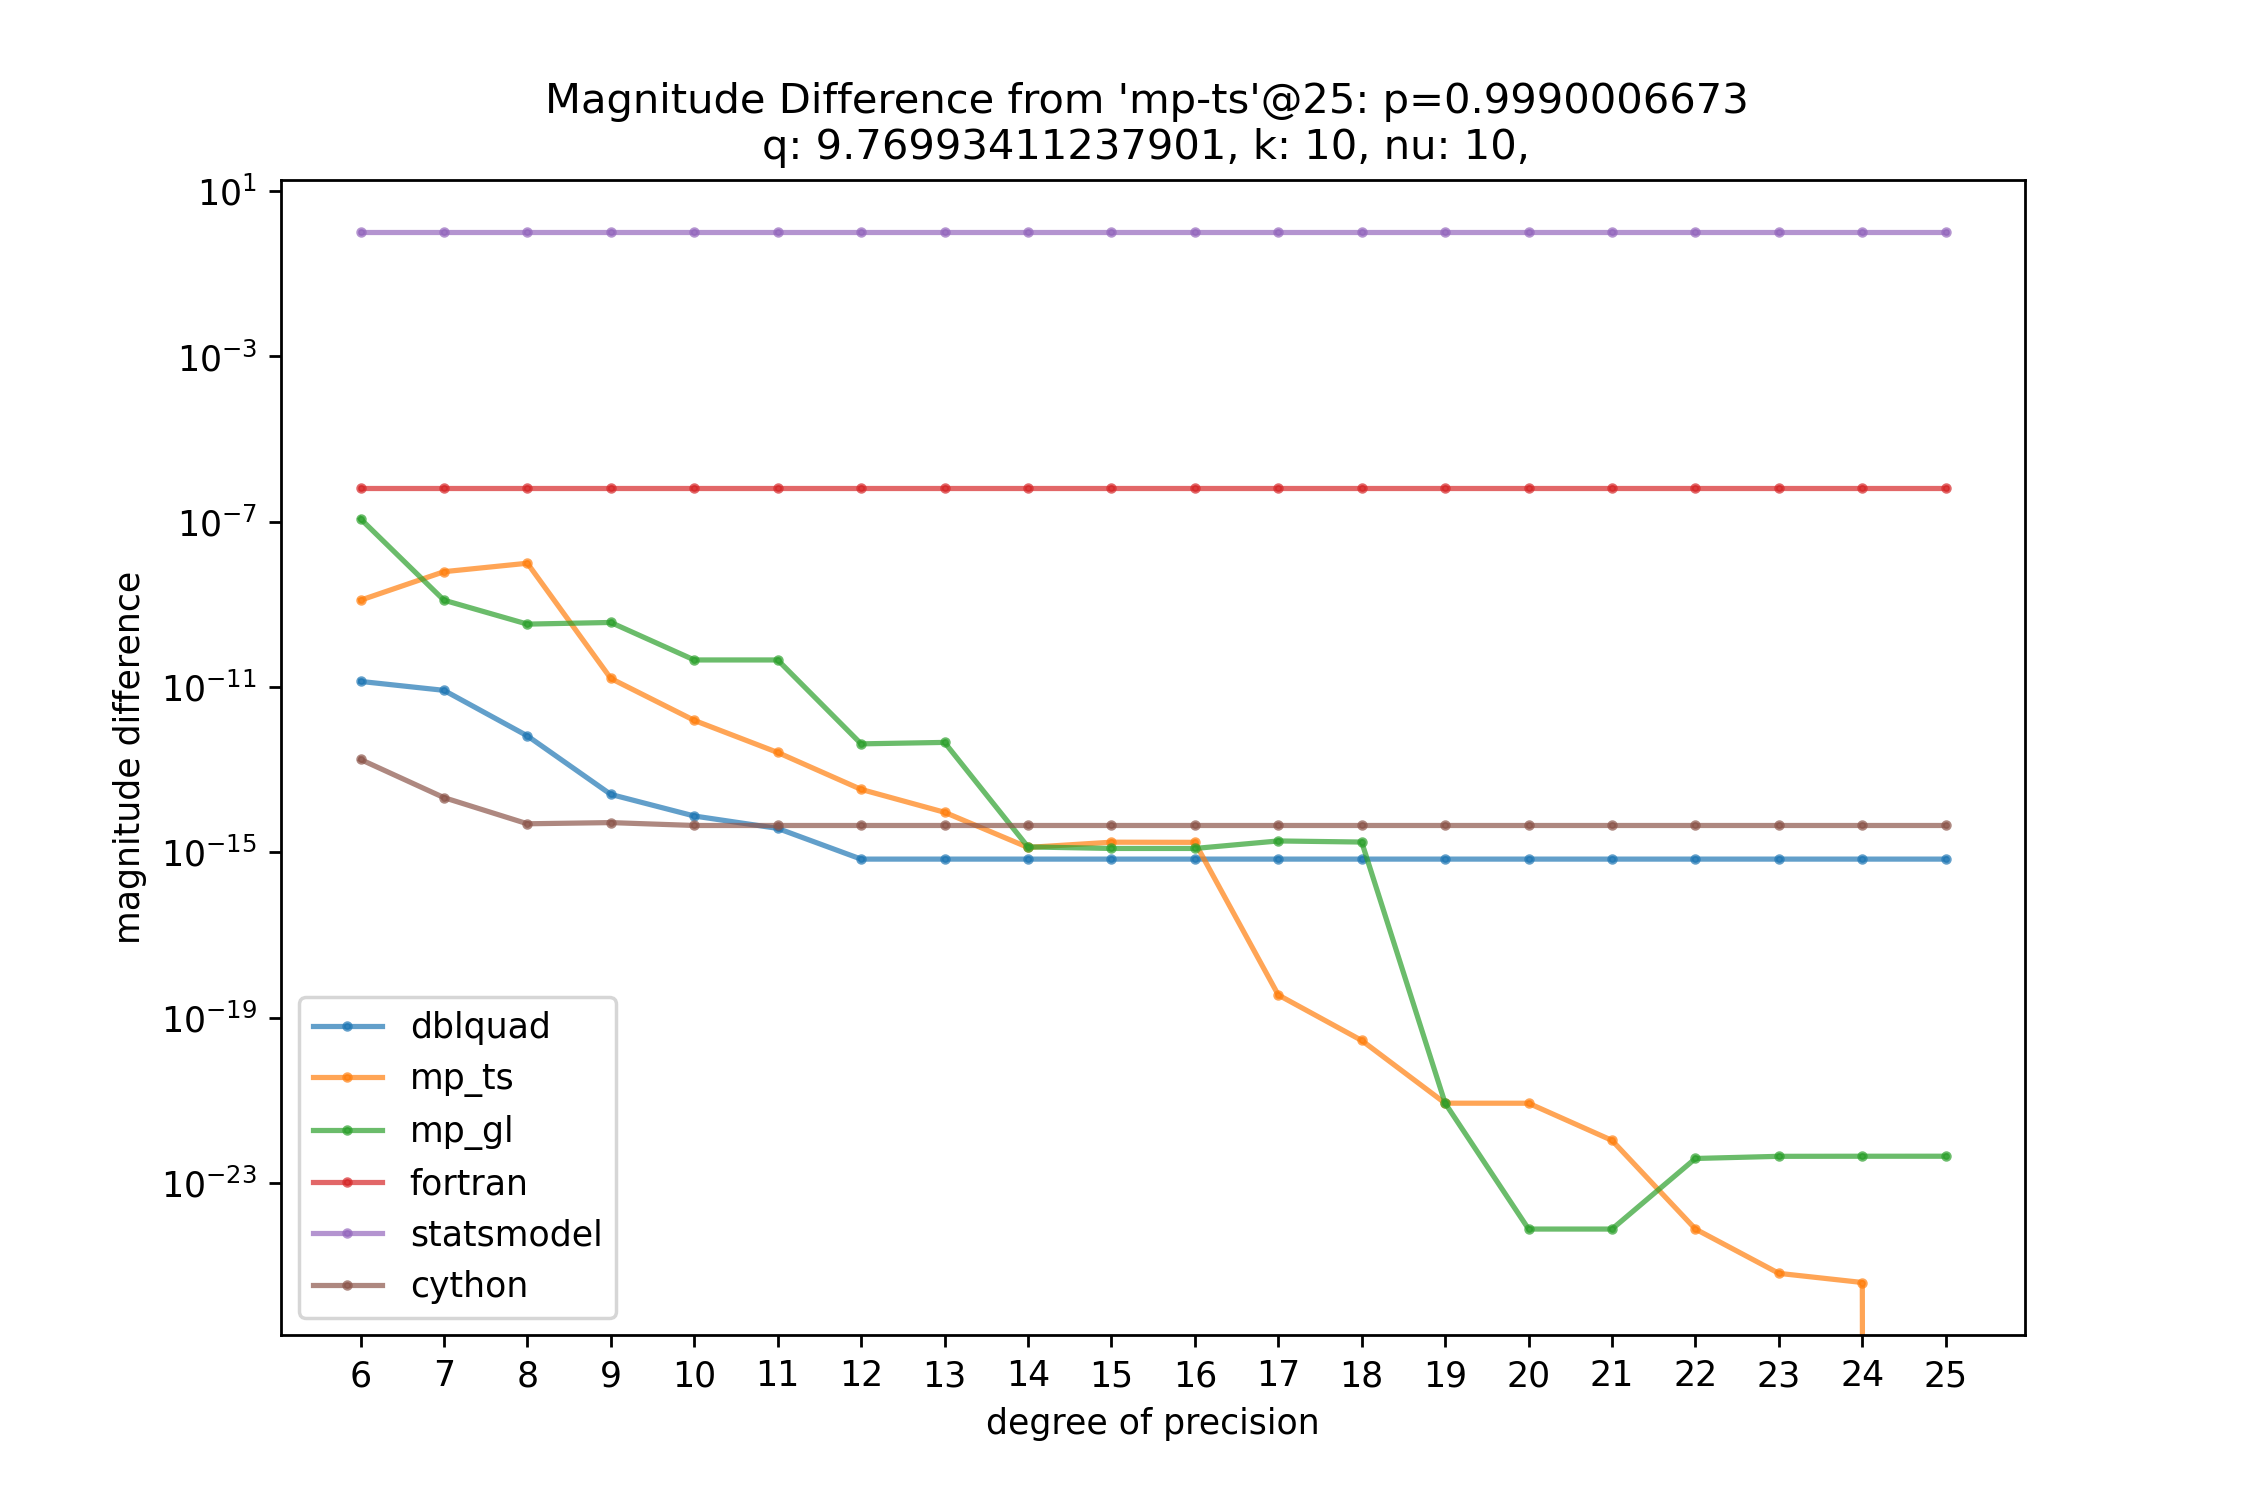 Magnitude Difference from 'mp-ts'@25: p=0.9990006673
q: 9.76993411237901, k: 10, nu: 10,
10¹
10⁻³
10⁻⁷
10⁻¹¹
10⁻¹⁵
10⁻¹⁹
10⁻²³
magnitude difference
dblquad
mp_ts
mp_gl
fortran
statsmodel
cython
6 7 8 9 10 11 12 13 14 15 16 17 18 19 20 21 22 23 24 25
degree of precision